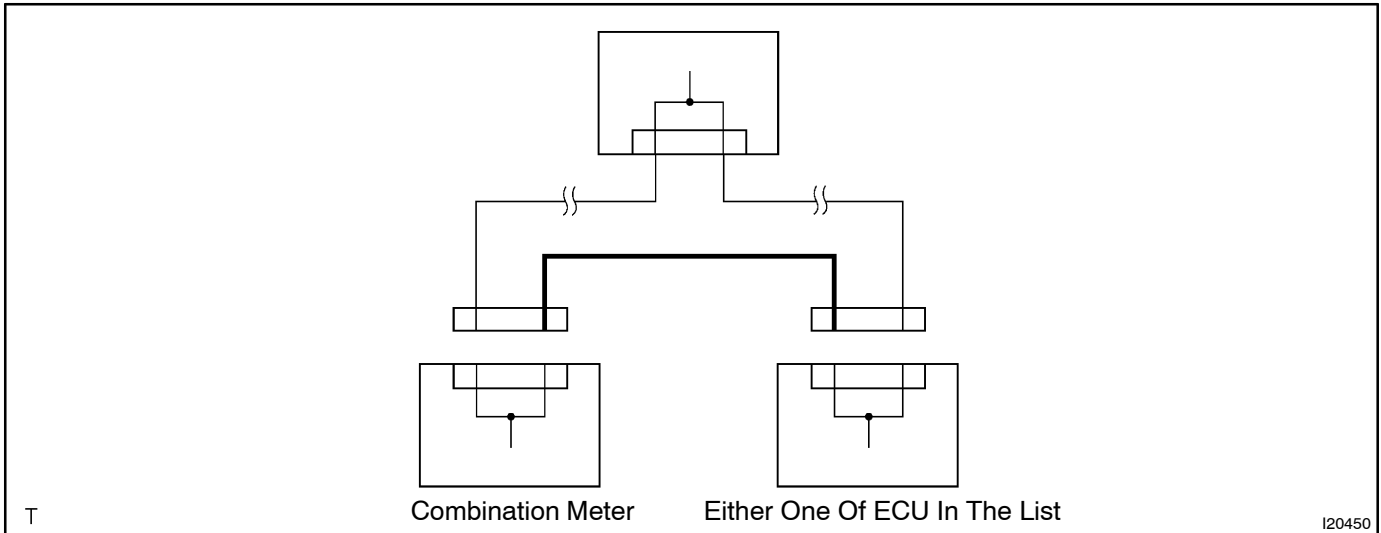 Combination Meter
Either One Of ECU In The List
T
I20450